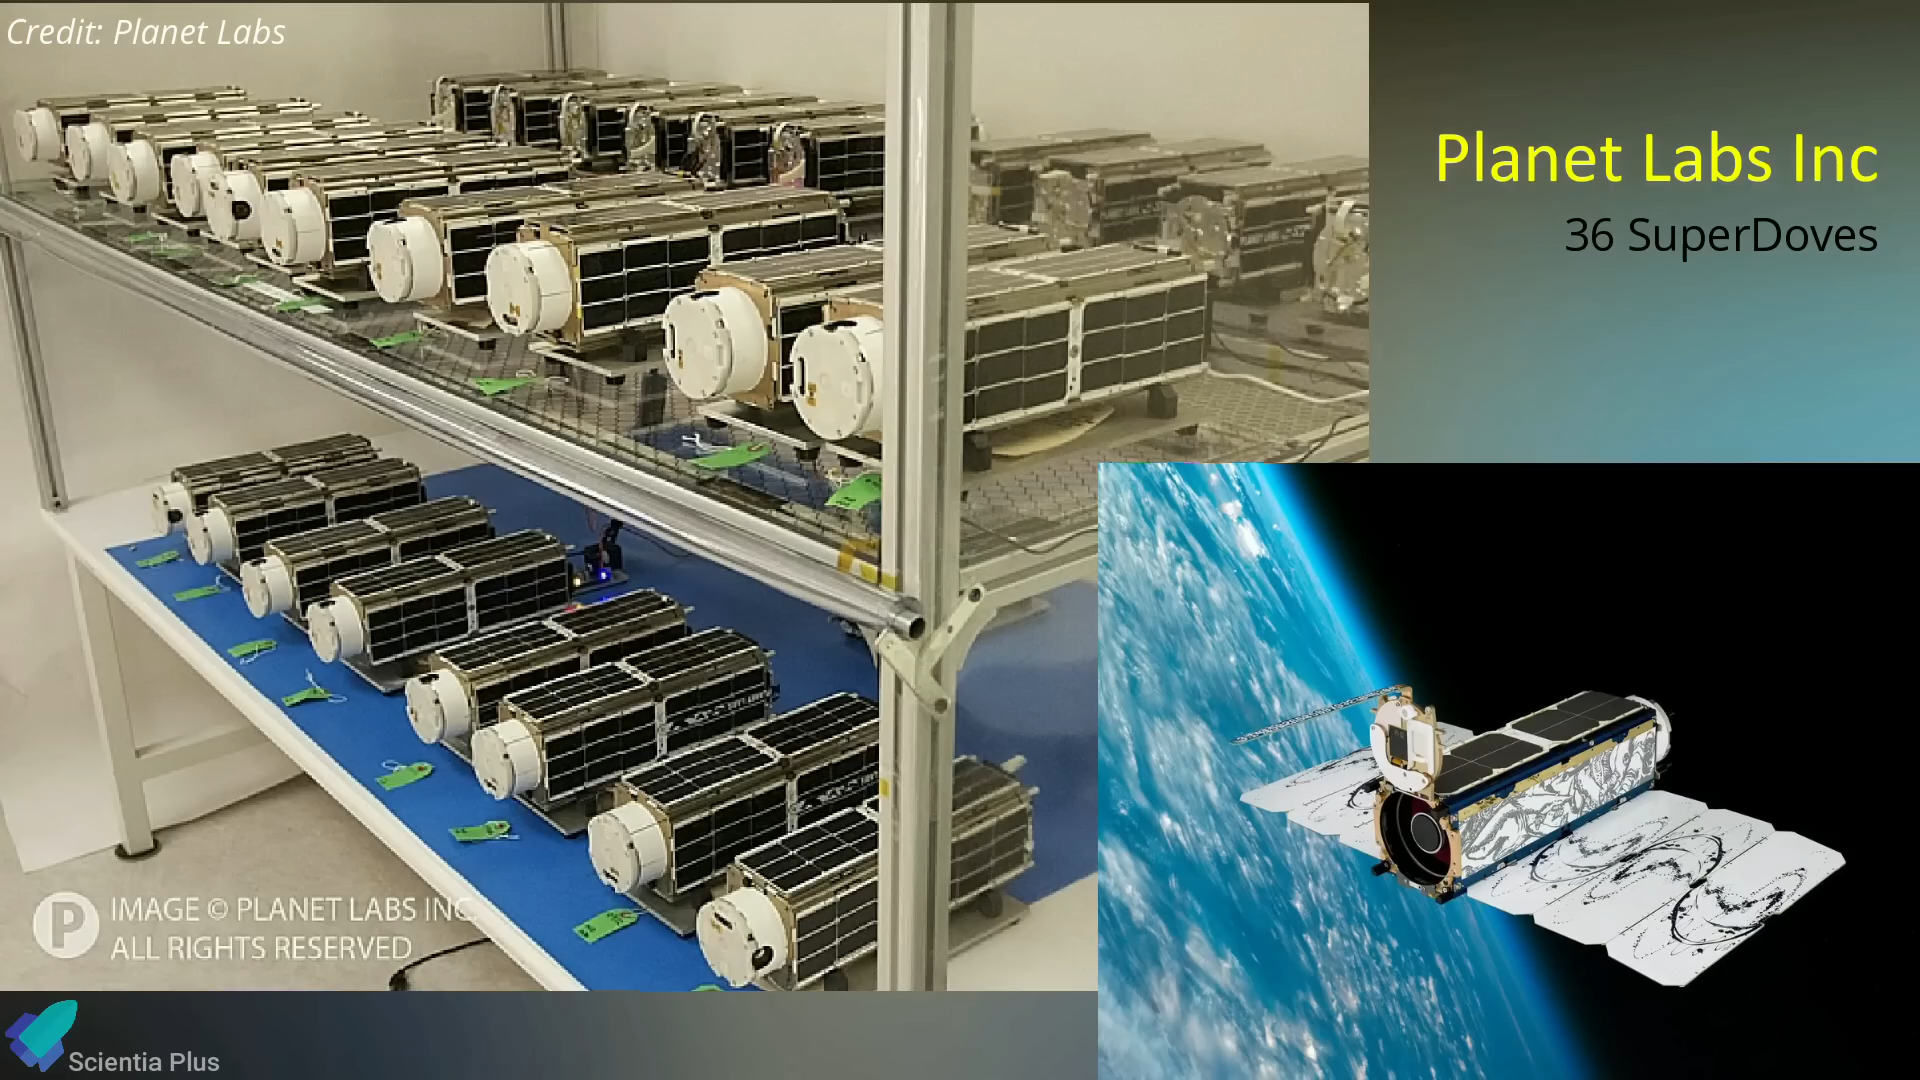 Credit: Planet Labs
Planet Labs Inc
36 SuperDoves
IMAGE © PLANET LABS INC.
ALL RIGHTS RESERVED
Scientia Plus